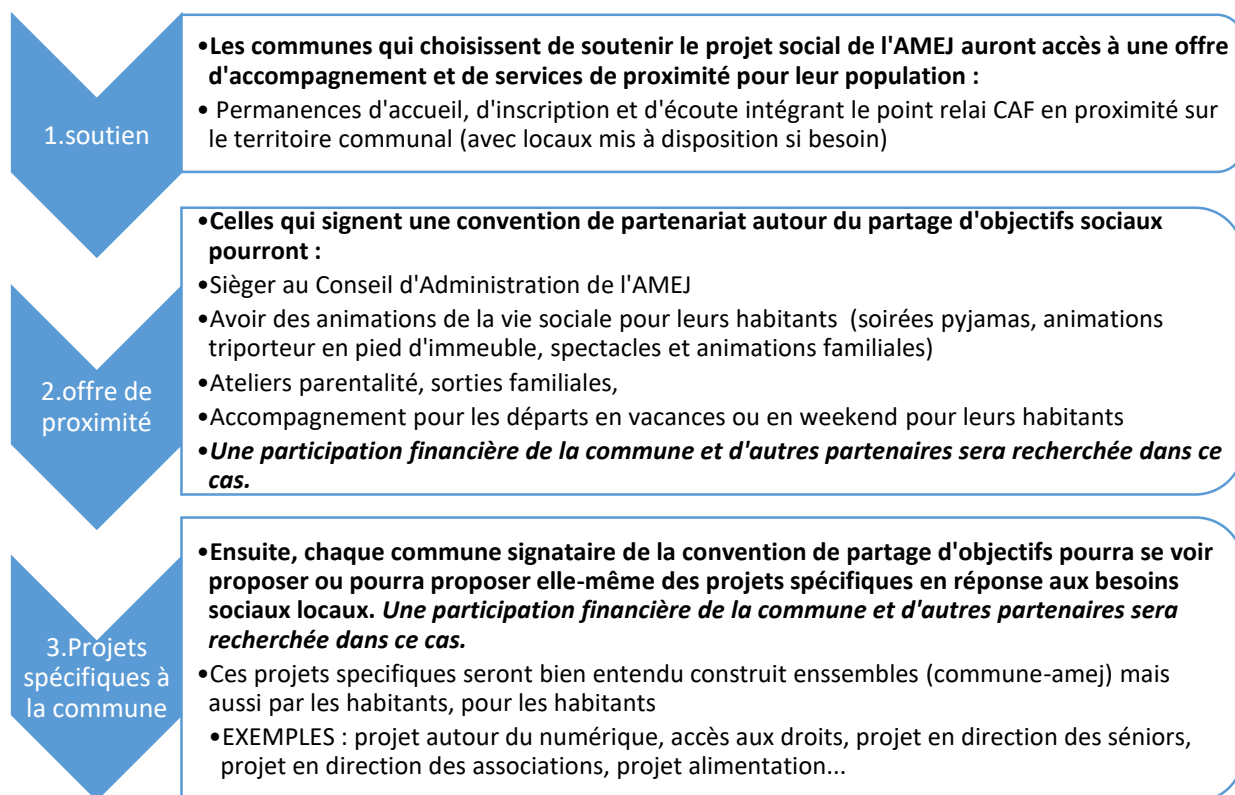 1.soutien
•Les communes qui choisissent de soutenir le projet social de l'AMEJ auront accès à une offre
d'accompagnement et de services de proximité pour leur population :
• Permanences d'accueil, d'inscription et d'écoute intégrant le point relai CAF en proximité sur
le territoire communal (avec locaux mis à disposition si besoin)
2.offre de
proximité
•Celles qui signent une convention de partenariat autour du partage d'objectifs sociaux
pourront :
•Sièger au Conseil d'Administration de l'AMEJ
•Avoir des animations de la vie sociale pour leurs habitants (soirées pyjamas, animations
triporteur en pied d'immeuble, spectacles et animations familiales)
•Ateliers parentalité, sorties familiales,
•Accompagnement pour les départs en vacances ou en weekend pour leurs habitants
•Une participation financière de la commune et d'autres partenaires sera recherchée dans ce
cas.
3.Projets
spécifiques à
la commune
•Ensuite, chaque commune signataire de la convention de partage d'objectifs pourra se voir
proposer ou pourra proposer elle-même des projets spécifiques en réponse aux besoins
sociaux locaux. Une participation financière de la commune et d'autres partenaires sera
recherchée dans ce cas.
•Ces projets specifiques seront bien entendu construit enssembles (commune-amej) mais
aussi par les habitants, pour les habitants
•EXEMPLES : projet autour du numérique, accès aux droits, projet en direction des séniors,
projet en direction des associations, projet alimentation...